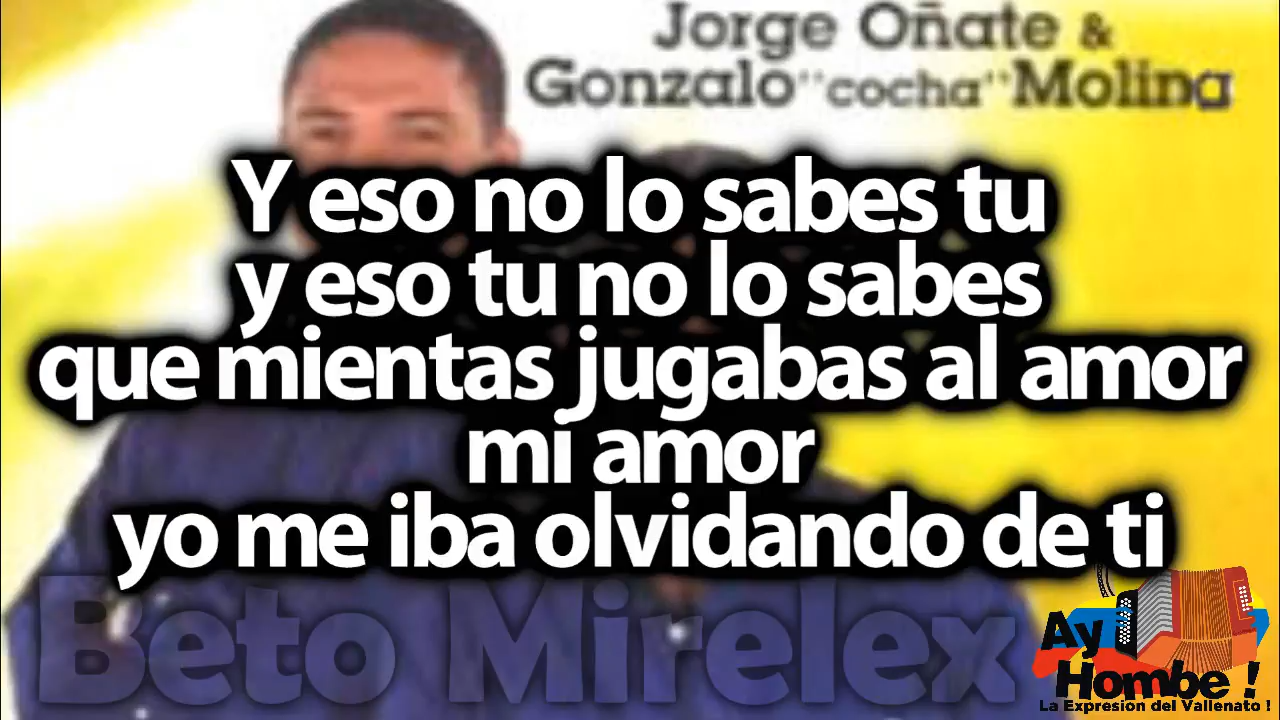 Jorge Oñate &
Gonzalo "cocha" Molina
Y eso no lo sabes tu
y eso tu no lo sabes
que mientas jugabas al amor
mi amor
yo me iba olvidando de ti
Beto Mirelex
Ay
Hombe !
La Expresion del Vallenato !